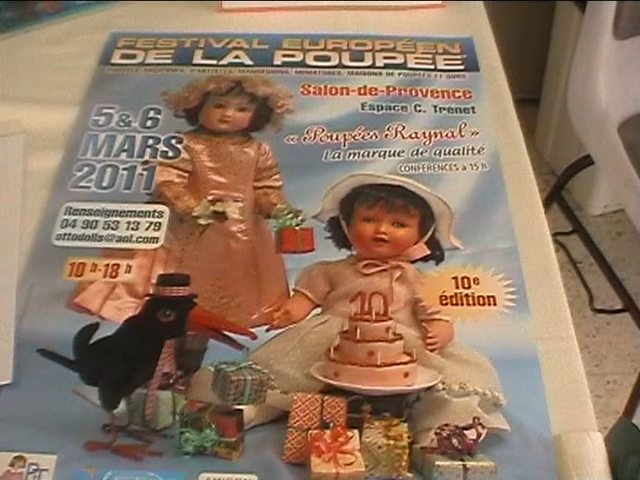 FESTIVAL EUROPÉEN
DE LA POUPÉE
Salon-de-Provence
Espace C. Trénet
5 & 6
MARS
2011
« Poupées Raynal »
La marque de qualité
CONFÉRENCES à 15 h
Renseignements
04 90 53 13 79
ottodolls@aol.com
10 h-18 h
10e
édition
10